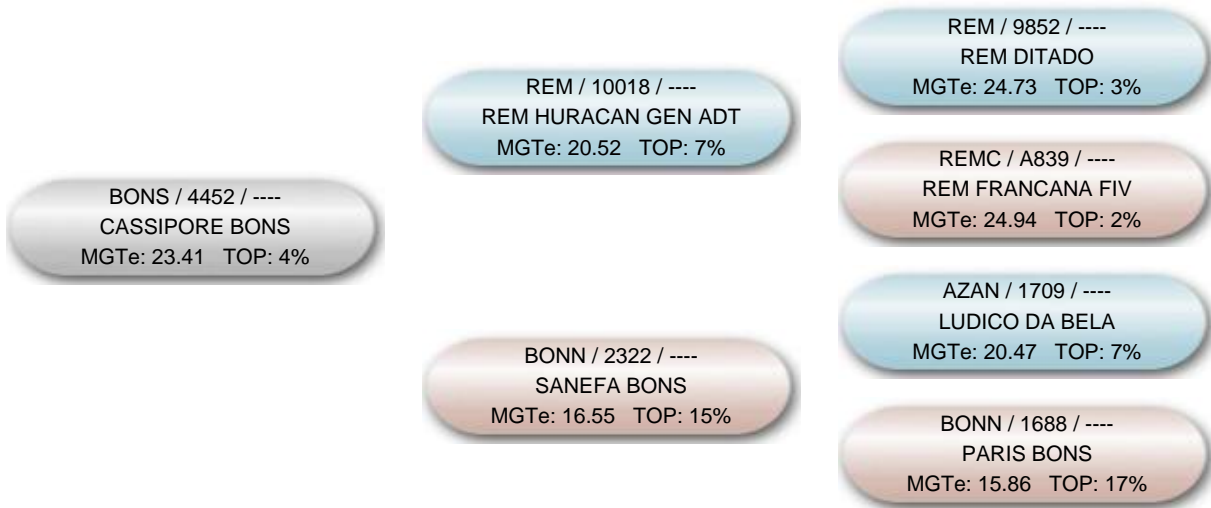 REM / 9852 / ----
REM DITADO
MGTe: 24.73 TOP: 3%
REM / 10018 / ----
REM HURACAN GEN ADT
MGTe: 20.52 TOP: 7%
REMC / A839 / ----
REM FRANCANA FIV
MGTe: 24.94 TOP: 2%
BONS / 4452 / ----
CASSIPORE BONS
MGTe: 23.41 TOP: 4%
AZAN / 1709 / ----
LUDICO DA BELA
MGTe: 20.47 TOP: 7%
BONN / 2322 / ----
SANEFA BONS
MGTe: 16.55 TOP: 15%
BONN / 1688 / ----
PARIS BONS
MGTe: 15.86 TOP: 17%